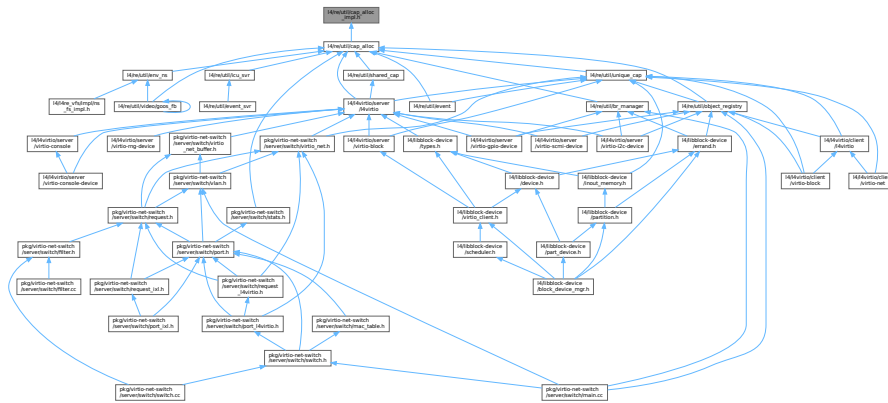 l4/re/util/cap_alloc
_impl.h
l4/re/util/cap_alloc
l4/re/util/env_ns
l4/re/util/icu_svr
l4/re/util/shared_cap
l4/re/util/unique_cap
l4/l4re_vfs/impl/ns
_fs_impl.h
l4/re/util/video/goos_fb
l4/re/util/event_svr
l4/l4virtio/server
/l4virtio
l4/re/util/event
l4/re/util/br_manager
l4/re/util/object_registry
l4/l4virtio/server
/virtio-console
l4/l4virtio/server
/virtio-rng-device
pkg/virtio-net-switch
/server/switch/virtio
_net_buffer.h
pkg/virtio-net-switch
/server/switch/virtio_net.h
l4/l4virtio/server
/virtio-block
l4/libblock-device
/types.h
l4/l4virtio/server
/virtio-gpio-device
l4/l4virtio/server
/virtio-scmi-device
l4/l4virtio/server
/virtio-i2c-device
l4/libblock-device
/errand.h
l4/l4virtio/client
/l4virtio
l4/l4virtio/server
/virtio-console-device
pkg/virtio-net-switch
/server/switch/vlan.h
l4/libblock-device
/device.h
l4/libblock-device
/inout_memory.h
l4/l4virtio/client
/virtio-block
l4/l4virtio/client
/virtio-net
pkg/virtio-net-switch
/server/switch/request.h
pkg/virtio-net-switch
/server/switch/stats.h
l4/libblock-device
/virtio_client.h
l4/libblock-device
/partition.h
pkg/virtio-net-switch
/server/switch/filter.h
pkg/virtio-net-switch
/server/switch/port.h
l4/libblock-device
/scheduler.h
l4/libblock-device
/part_device.h
pkg/virtio-net-switch
/server/switch/filter.cc
pkg/virtio-net-switch
/server/switch/request_ixl.h
pkg/virtio-net-switch
/server/switch/request
_l4virtio.h
l4/libblock-device
/block_device_mgr.h
pkg/virtio-net-switch
/server/switch/port_ixl.h
pkg/virtio-net-switch
/server/switch/port_l4virtio.h
pkg/virtio-net-switch
/server/switch/mac_table.h
pkg/virtio-net-switch
/server/switch/switch.h
pkg/virtio-net-switch
/server/switch/switch.cc
pkg/virtio-net-switch
/server/switch/main.cc